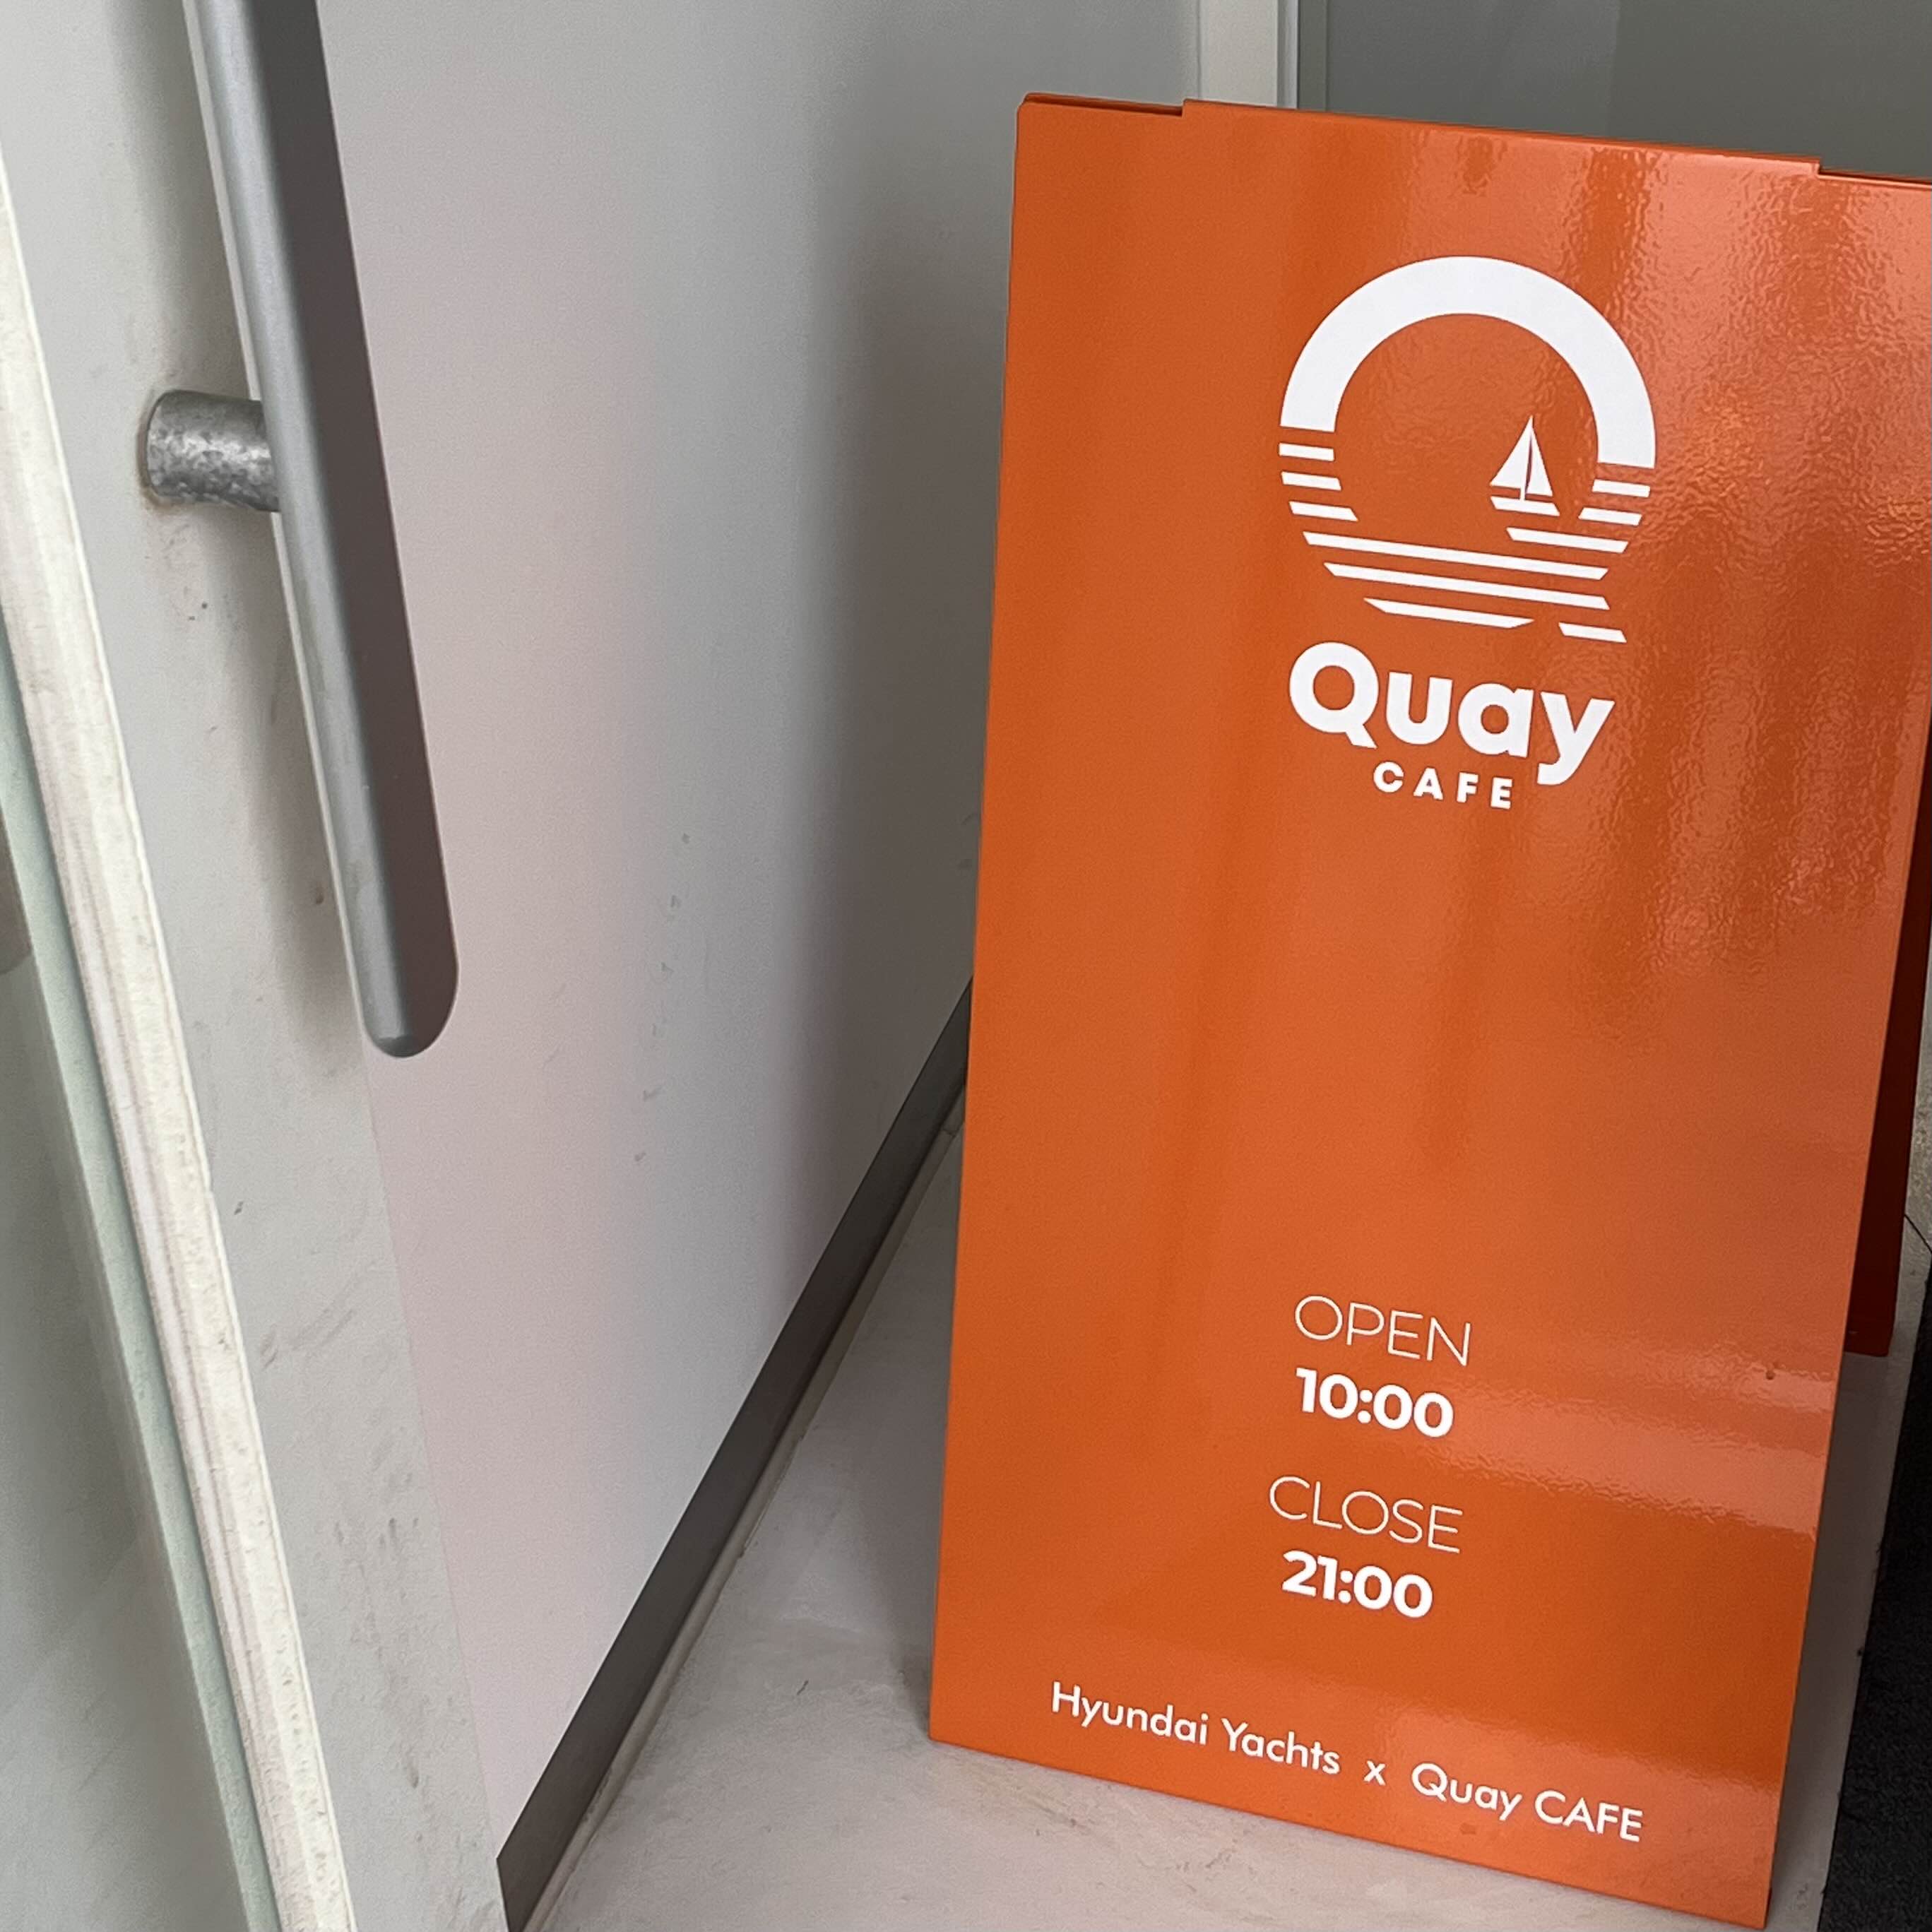 Quay
CAFE
OPEN
10:00
CLOSE
21:00
Hyundai Yachts x Quay CAFE